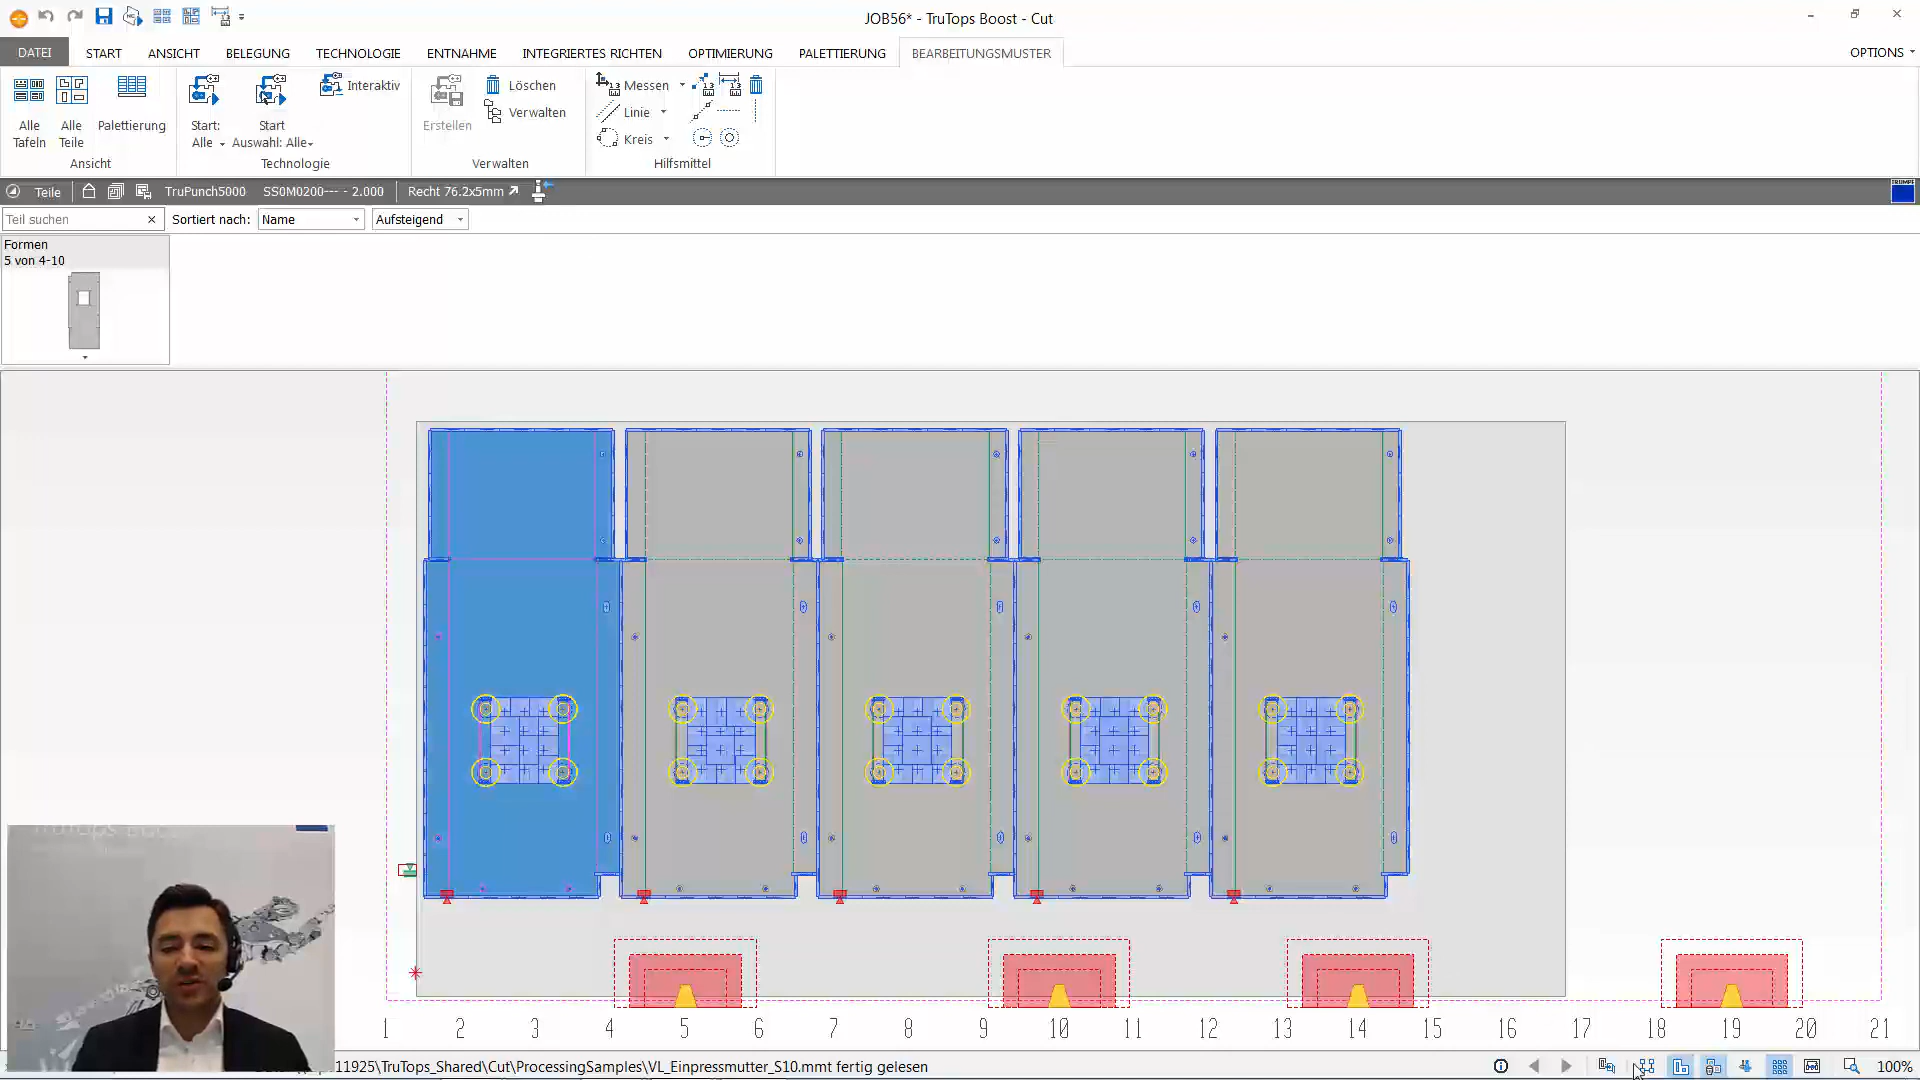 JOB56* - TruTops Boost - Cut
DATEI START ANSICHT BELEGUNG TECHNOLOGIE ENTNAHME INTEGRIERTES RICHTEN OPTIMIERUNG PALETTIERUNG BEARBEITUNGSMUSTER OPTIONS
Alle Tafeln
Alle Teile
Palettierung
Ansicht
Start: Alle
Start Auswahl: Alle
Interaktiv
Technologie
Erstellen
Löschen
Verwalten
Verwalten
Messen
Linie
Kreis
Hilfsmittel
Teile TruPunch5000 SS0M0200--- - 2.000 Recht 76.2x5mm
TRUMPF
Teil suchen Sortiert nach: Name Aufsteigend
Formen
5 von 4-10
1 2 3 4 5 6 7 8 9 10 11 12 13 14 15 16 17 18 19 20 21
11925\TruTops_Shared\Cut\ProcessingSamples\VL_Einpressmutter_S10.mmt fertig gelesen
100%